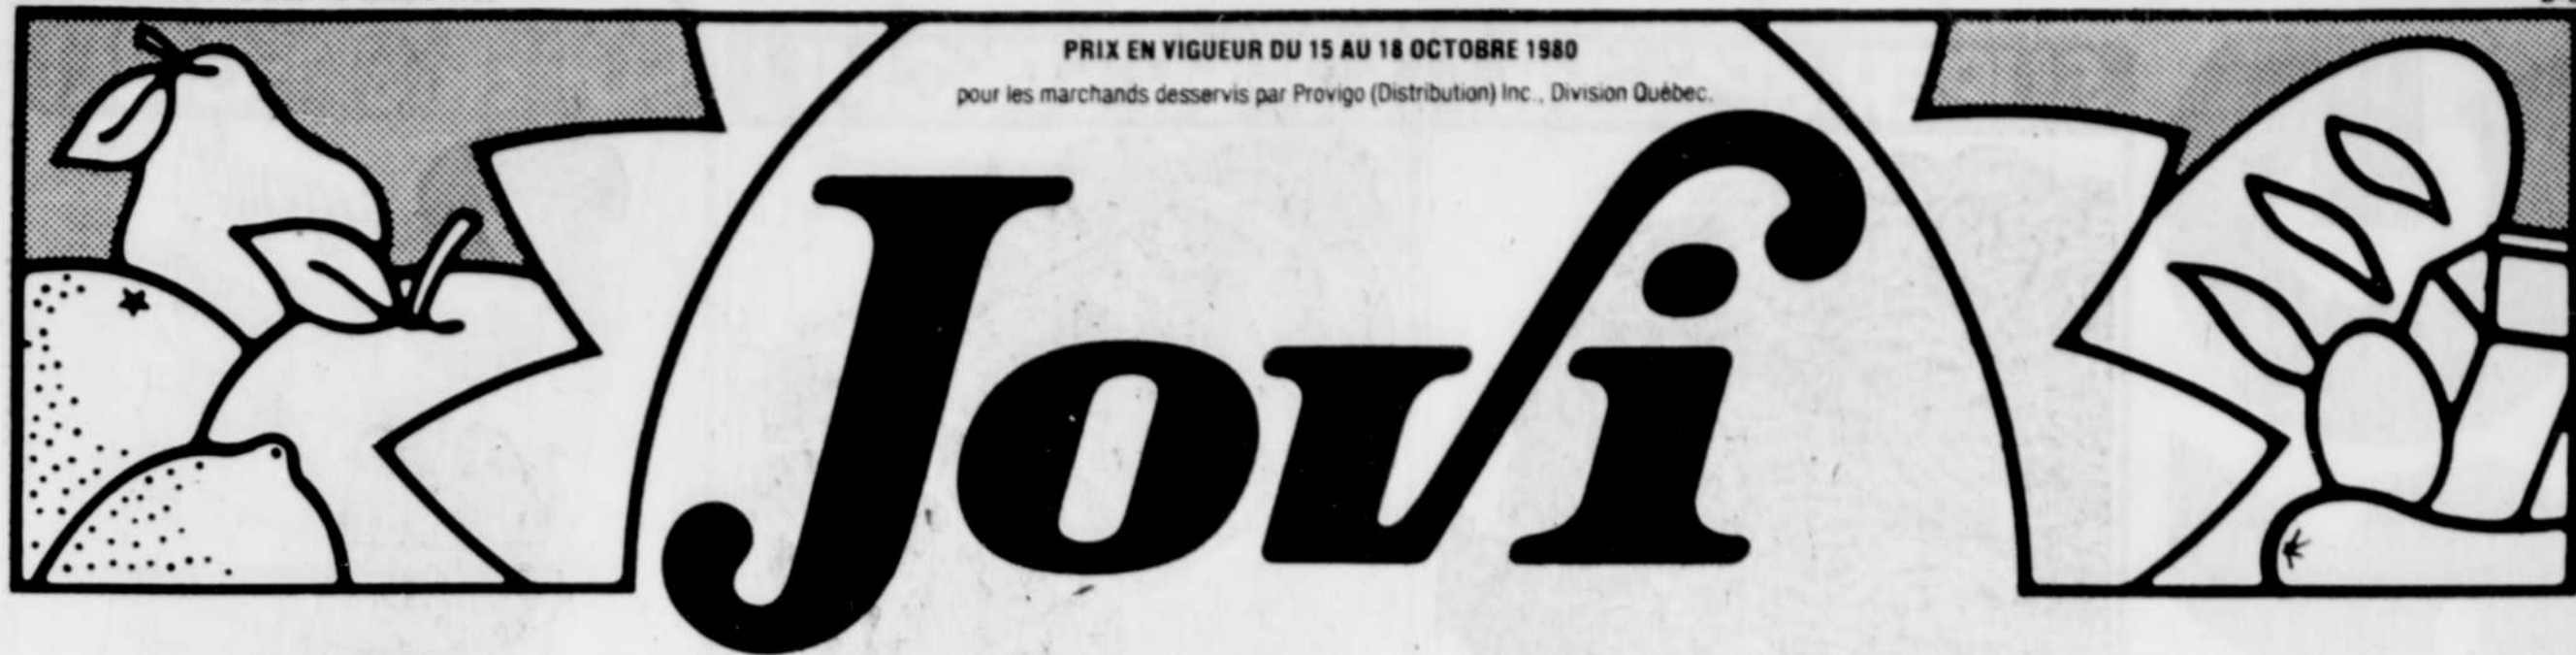 PRIX EN VIGUEUR DU 15 AU 18 OCTOBRE 1980
pour les marchands desservis par Provigo (Distribution) Inc., Division Québec.
Jovi